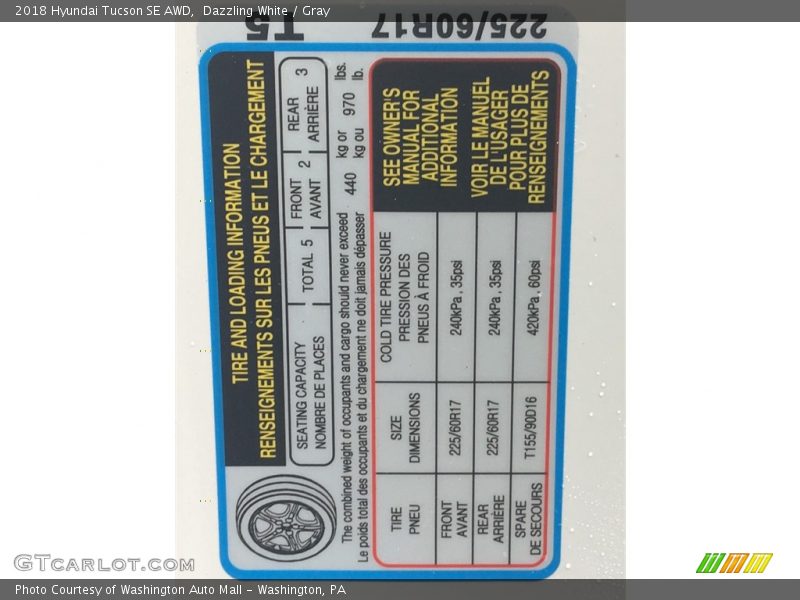 2018 Hyundai Tucson SE AWD, Dazzling White / Gray
225/60R17 T5
TIRE AND LOADING INFORMATION
RENSEIGNEMENTS SUR LES PNEUS ET LE CHARGEMENT
SEATING CAPACITY
NOMBRE DE PLACES
TOTAL 5
FRONT
AVANT 2
REAR
ARRIÈRE 3
The combined weight of occupants and cargo should never exceed 440 kg or 970 lbs.
Le poids total des occupants et du chargement ne doit jamais dépasser kg ou lb.
TIRE
PNEU
SIZE
DIMENSIONS
COLD TIRE PRESSURE
PRESSION DES
PNEUS À FROID
SEE OWNER'S
MANUAL FOR
ADDITIONAL
INFORMATION
VOIR LE MANUEL
DE L'USAGER
POUR PLUS DE
RENSEIGNEMENTS
FRONT
AVANT
225/60R17
240kPa, 35psi
REAR
ARRIÈRE
225/60R17
240kPa, 35psi
SPARE
DE SECOURS
T155/90D16
420kPa, 60psi
GTCarLot.com
Photo Courtesy of Washington Auto Mall - Washington, PA